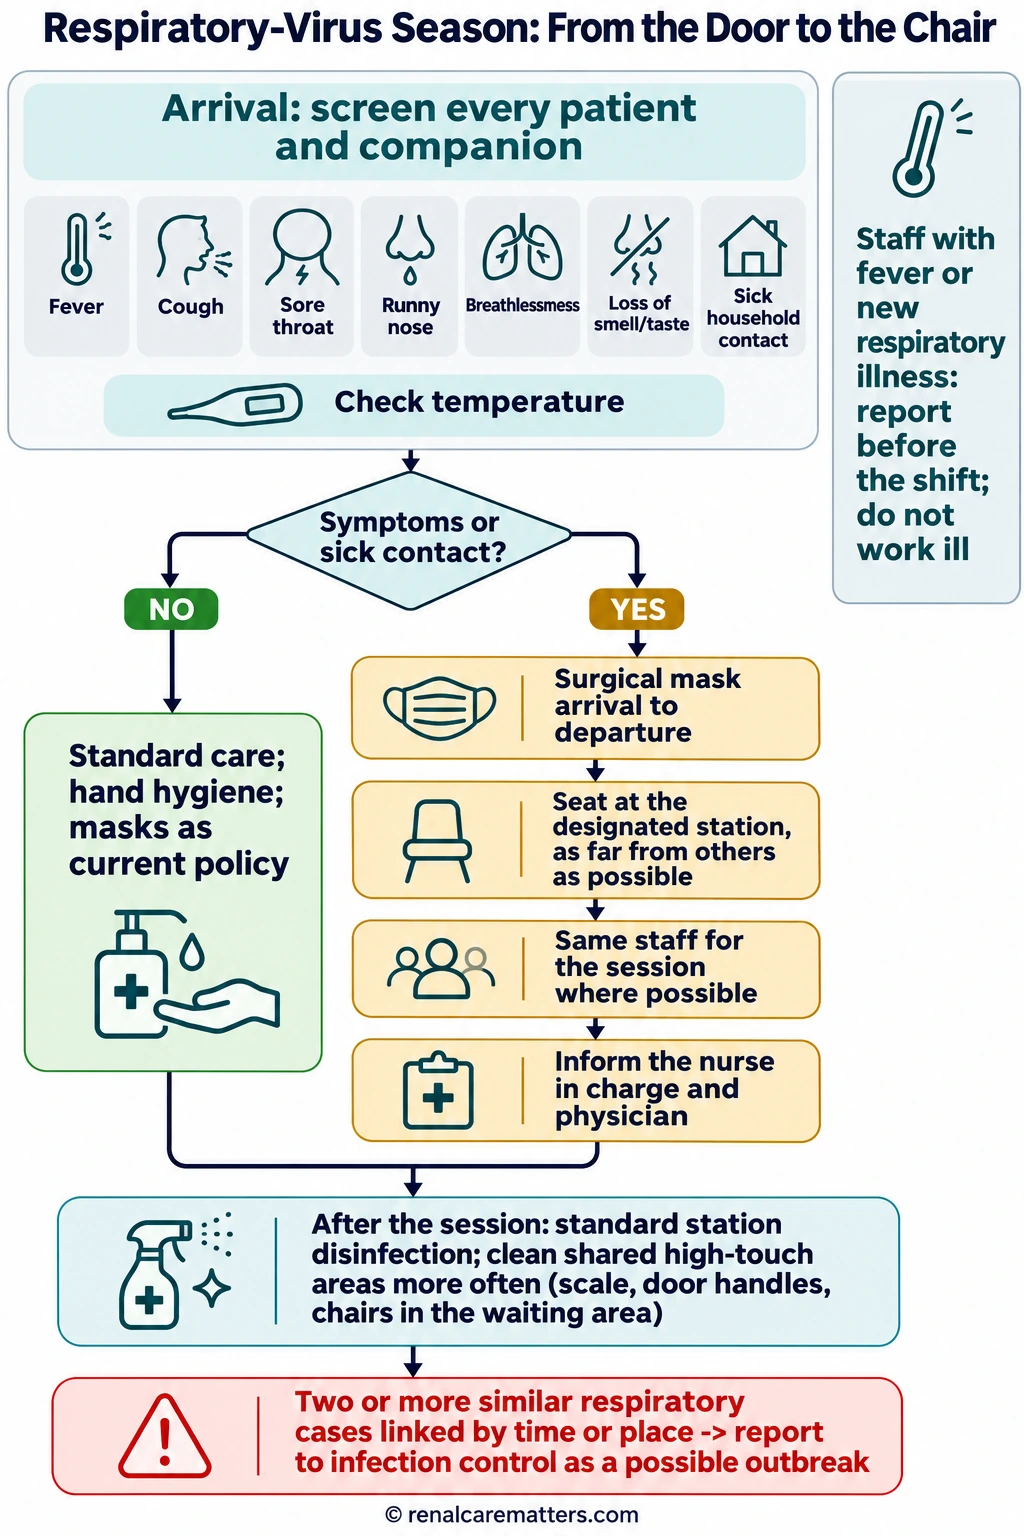 Respiratory-Virus Season: From the Door to the Chair
Arrival: screen every patient
and companion
Fever
Cough
Sore
throat
Runny
nose
Breathlessness
Loss of
smell/taste
Sick
household
contact
Check temperature
Staff with
fever or
new
respiratory
illness:
report
before
the shift;
do not
work ill
Symptoms or
sick contact?
NO
YES
Standard care;
hand hygiene;
masks as
current policy
Surgical mask
arrival to
departure
Seat at the
designated station,
as far from others
as possible
Same staff for
the session
where possible
Inform the nurse
in charge and
physician
After the session: standard station
disinfection; clean shared high-touch
areas more often (scale, door handles,
chairs in the waiting area)
Two or more similar respiratory
cases linked by time or place -> report
to infection control as a possible outbreak
© renalcarematters.com